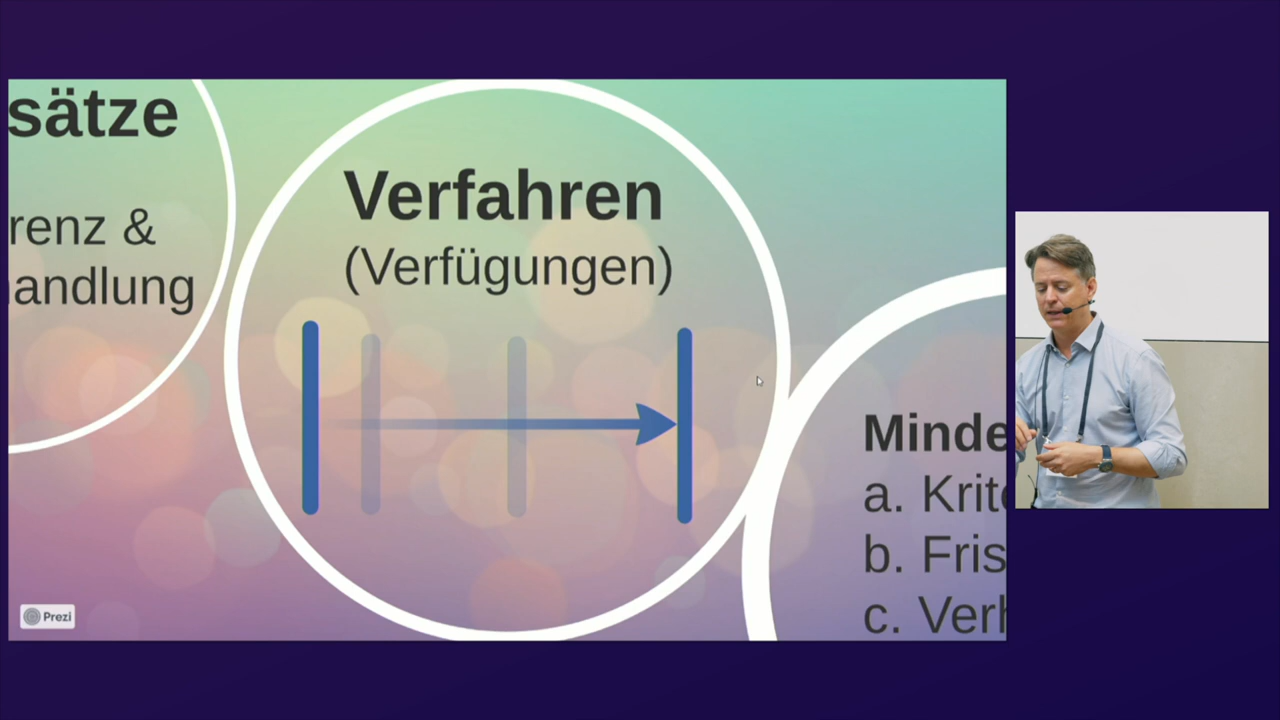 sätze
renz &
andlung
Verfahren
(Verfügungen)
Minde
a. Krit
b. Fris
c. Verh
Prezi